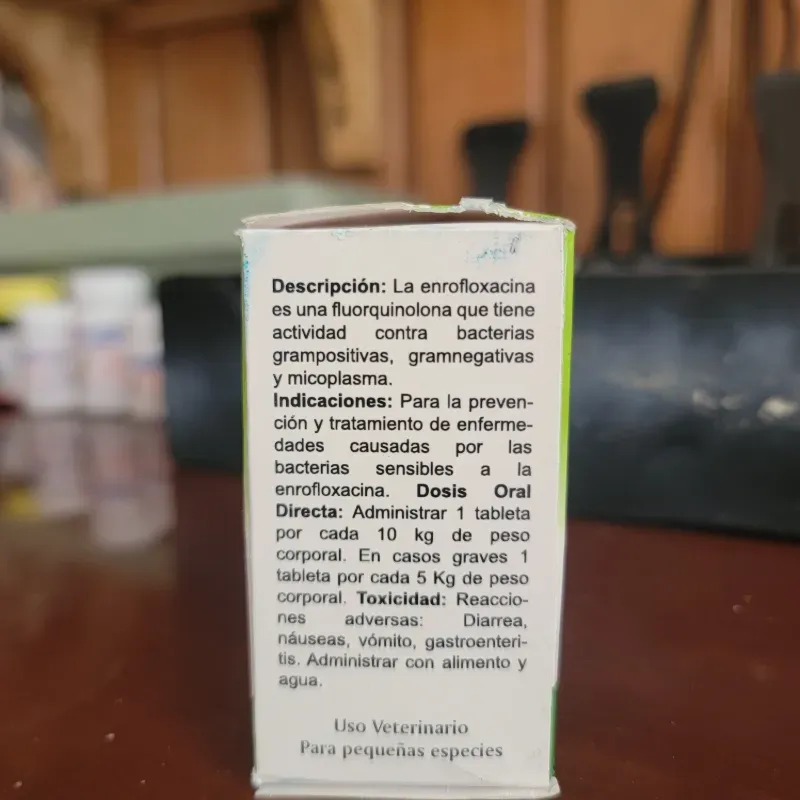 Descripción: La enrofloxacina
es una fluorquinolona que tiene
actividad contra bacterias
grampositivas, gramnegativas
y micoplasma.
Indicaciones: Para la preven-
ción y tratamiento de enferme-
dades causadas por las
bacterias sensibles a la
enrofloxacina. Dosis Oral
Directa: Administrar 1 tableta
por cada 10 kg de peso
corporal. En casos graves 1
tableta por cada 5 Kg de peso
corporal. Toxicidad: Reaccio-
nes adversas: Diarrea,
náuseas, vómito, gastroenteri-
tis. Administrar con alimento y
agua.
Uso Veterinario
Para pequeñas especies